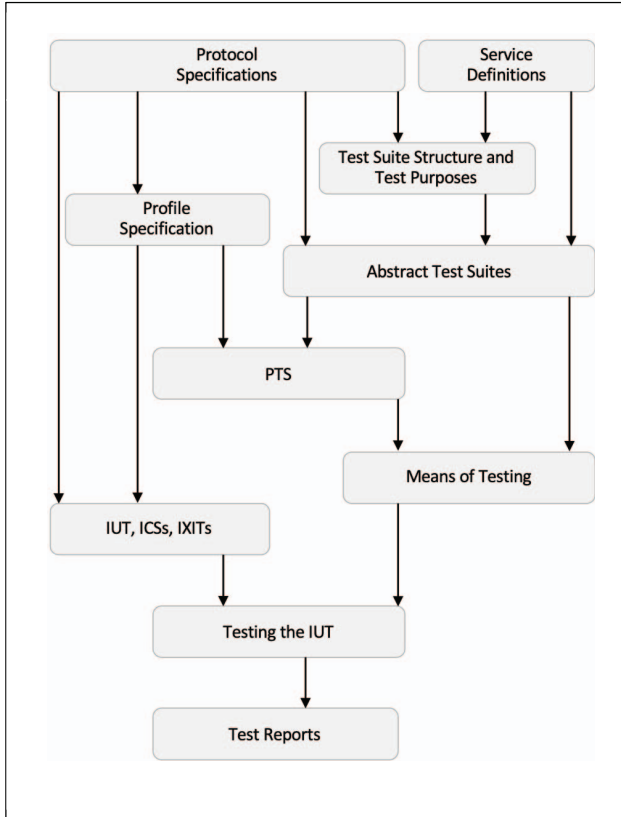 Protocol
Specifications
Service
Definitions
Test Suite Structure and
Test Purposes
Profile
Specification
Abstract Test Suites
PTS
Means of Testing
IUT, ICSs, IXITs
Testing the IUT
Test Reports